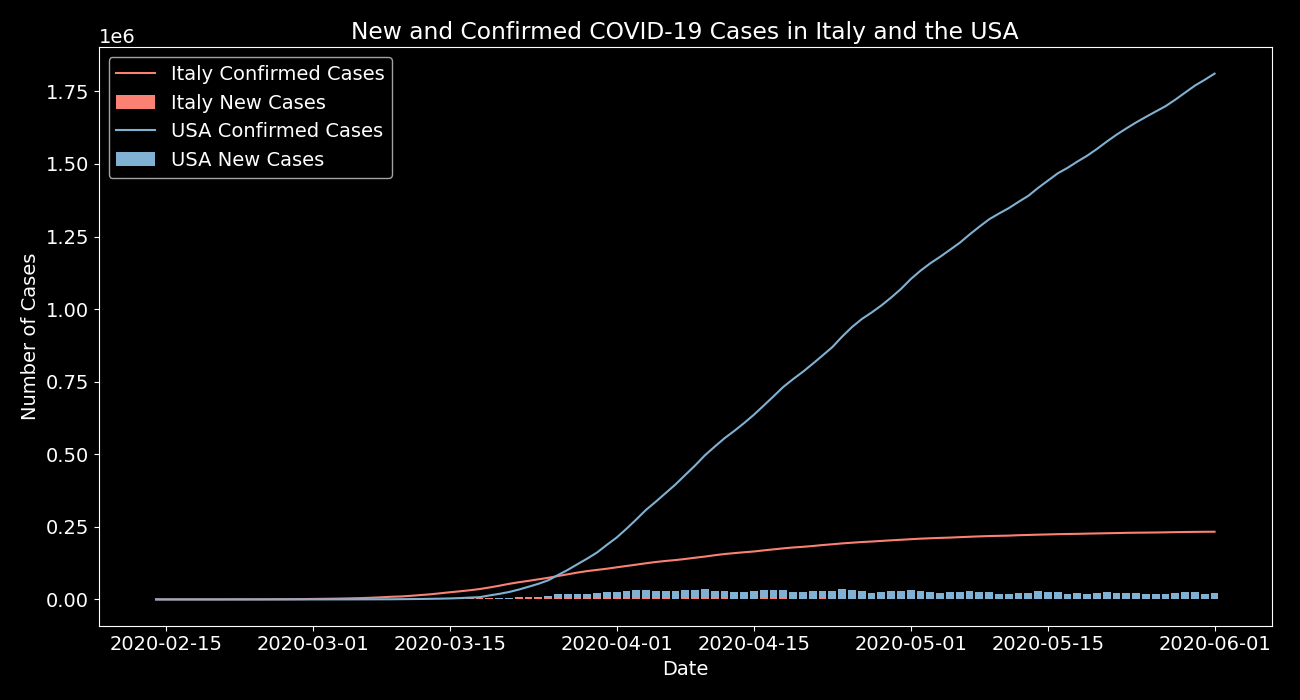 New and Confirmed COVID-19 Cases in Italy and the USA
1e6
Italy Confirmed Cases
Italy New Cases
USA Confirmed Cases
USA New Cases
1.75
1.50
1.25
1.00
0.75
0.50
0.25
0.00
Number of Cases
2020-02-15 2020-03-01 2020-03-15 2020-04-01 2020-04-15 2020-05-01 2020-05-15 2020-06-01
Date